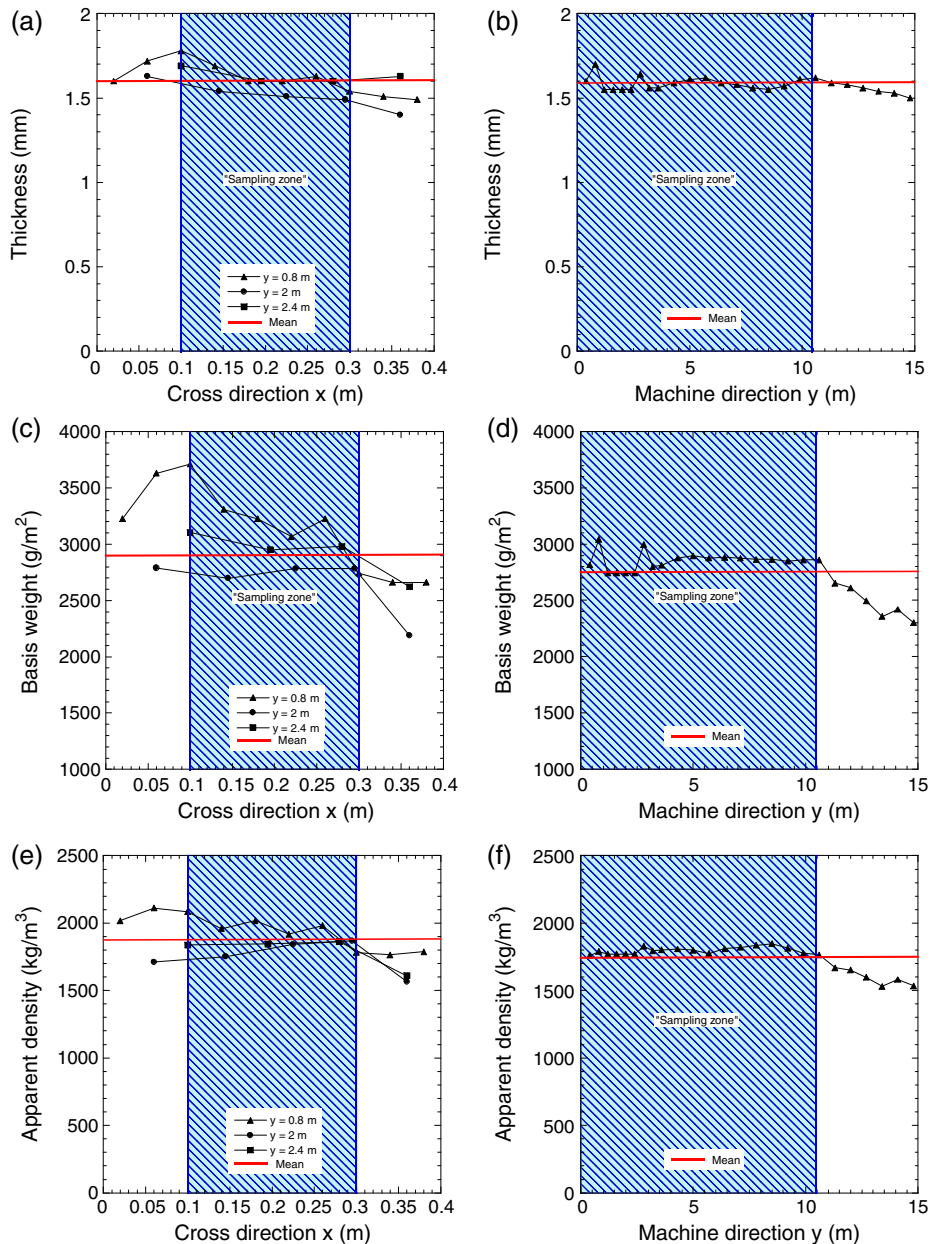 (a)
Thickness (mm)
2
1.5
1
0.5
0
"Sampling zone"
y = 0.8 m
y = 2 m
y = 2.4 m
Mean
0 0.05 0.1 0.15 0.2 0.25 0.3 0.35 0.4
Cross direction x (m)
(b)
Thickness (mm)
2
1.5
1
0.5
0
"Sampling zone"
Mean
0 5 10 15
Machine direction y (m)
(c)
Basis weight (g/m²)
4000
3500
3000
2500
2000
1500
1000
"Sampling zone"
y = 0.8 m
y = 2 m
y = 2.4 m
Mean
0 0.05 0.1 0.15 0.2 0.25 0.3 0.35 0.4
Cross direction x (m)
(d)
Basis weight (g/m²)
4000
3500
3000
2500
2000
1500
1000
"Sampling zone"
Mean
0 5 10 15
Machine direction y (m)
(e)
Apparent density (kg/m³)
2500
2000
1500
1000
500
0
y = 0.8 m
y = 2 m
y = 2.4 m
Mean
0 0.05 0.1 0.15 0.2 0.25 0.3 0.35 0.4
Cross direction x (m)
(f)
Apparent density (kg/m³)
2500
2000
1500
1000
500
0
"Sampling zone"
Mean
0 5 10 15
Machine direction y (m)